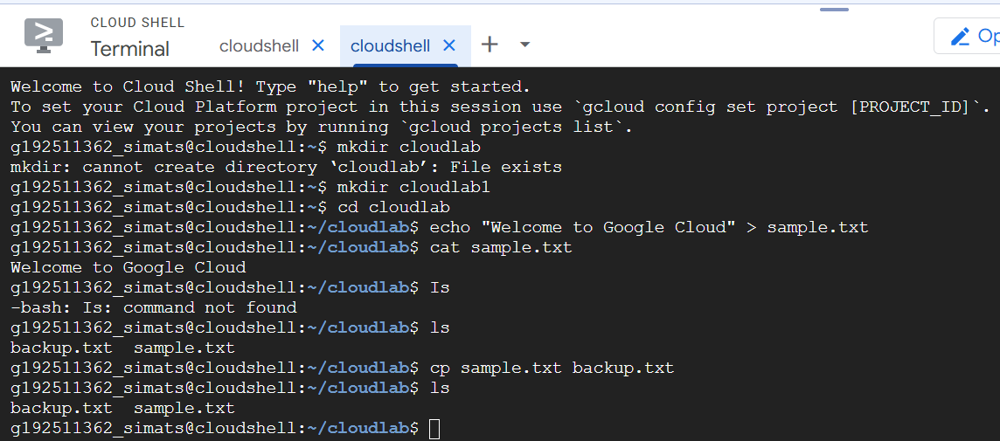 CLOUD SHELL
Terminal
cloudshell
cloudshell
Op
Welcome to Cloud Shell! Type "help" to get started.
To set your Cloud Platform project in this session use `gcloud config set project [PROJECT_ID]`.
You can view your projects by running `gcloud projects list`.
g192511362_simats@cloudshell:~$ mkdir cloudlab
mkdir: cannot create directory ‘cloudlab’: File exists
g192511362_simats@cloudshell:~$ mkdir cloudlab1
g192511362_simats@cloudshell:~$ cd cloudlab
g192511362_simats@cloudshell:~/cloudlab$ echo "Welcome to Google Cloud" > sample.txt
g192511362_simats@cloudshell:~/cloudlab$ cat sample.txt
Welcome to Google Cloud
g192511362_simats@cloudshell:~/cloudlab$ Is
-bash: Is: command not found
g192511362_simats@cloudshell:~/cloudlab$ ls
backup.txt  sample.txt
g192511362_simats@cloudshell:~/cloudlab$ cp sample.txt backup.txt
g192511362_simats@cloudshell:~/cloudlab$ ls
backup.txt  sample.txt
g192511362_simats@cloudshell:~/cloudlab$